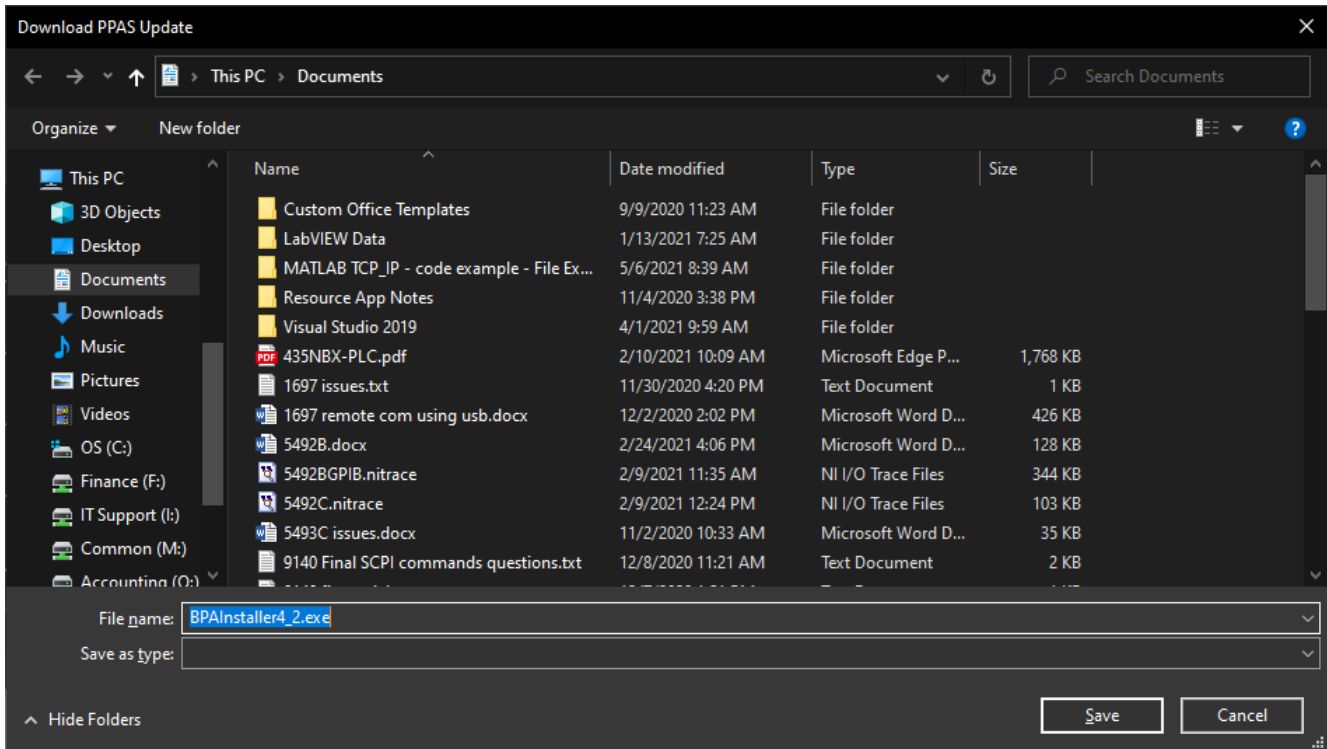 Download PPAS Update
This PC > Documents
Search Documents
Organize
New folder
Name Date modified Type Size
This PC
3D Objects
Desktop
Documents
Downloads
Music
Pictures
Videos
OS (C:)
Finance (F:)
IT Support (I:)
Common (M:)
Accounting (O:)
Custom Office Templates 9/9/2020 11:23 AM File folder
LabVIEW Data 1/13/2021 7:25 AM File folder
MATLAB TCP_IP - code example - File Ex... 5/6/2021 8:39 AM File folder
Resource App Notes 11/4/2020 3:38 PM File folder
Visual Studio 2019 4/1/2021 9:59 AM File folder
PDF 435NBX-PLC.pdf 2/10/2021 10:09 AM Microsoft Edge P... 1,768 KB
1697 issues.txt 11/30/2020 4:20 PM Text Document 1 KB
1697 remote com using usb.docx 12/2/2020 2:02 PM Microsoft Word D... 426 KB
5492B.docx 2/24/2021 4:06 PM Microsoft Word D... 128 KB
5492BGPIB.nitrace 2/9/2021 11:35 AM NI I/O Trace Files 344 KB
5492C.nitrace 2/9/2021 12:24 PM NI I/O Trace Files 103 KB
5493C issues.docx 11/2/2020 10:33 AM Microsoft Word D... 35 KB
9140 Final SCPI commands questions.txt 12/8/2020 11:21 AM Text Document 2 KB
File name: BPAInstaller4_2.exe
Save as type:
Hide Folders
Save
Cancel